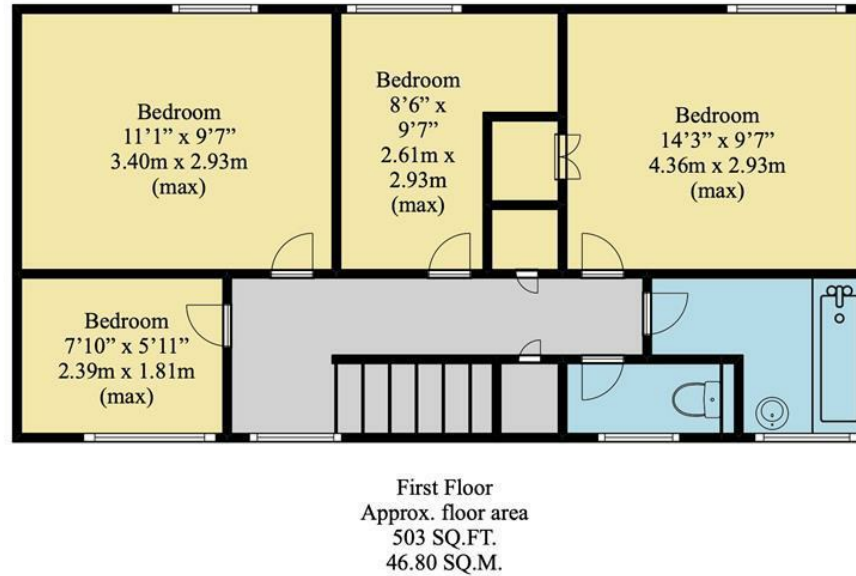 Bedroom
11’1” x 9’7”
3.40m x 2.93m
(max)
Bedroom
8’6” x
9’7”
2.61m x
2.93m
(max)
Bedroom
14’3” x 9’7”
4.36m x 2.93m
(max)
Bedroom
7’10” x 5’11”
2.39m x 1.81m
(max)
First Floor
Approx. floor area
503 SQ.FT.
46.80 SQ.M.